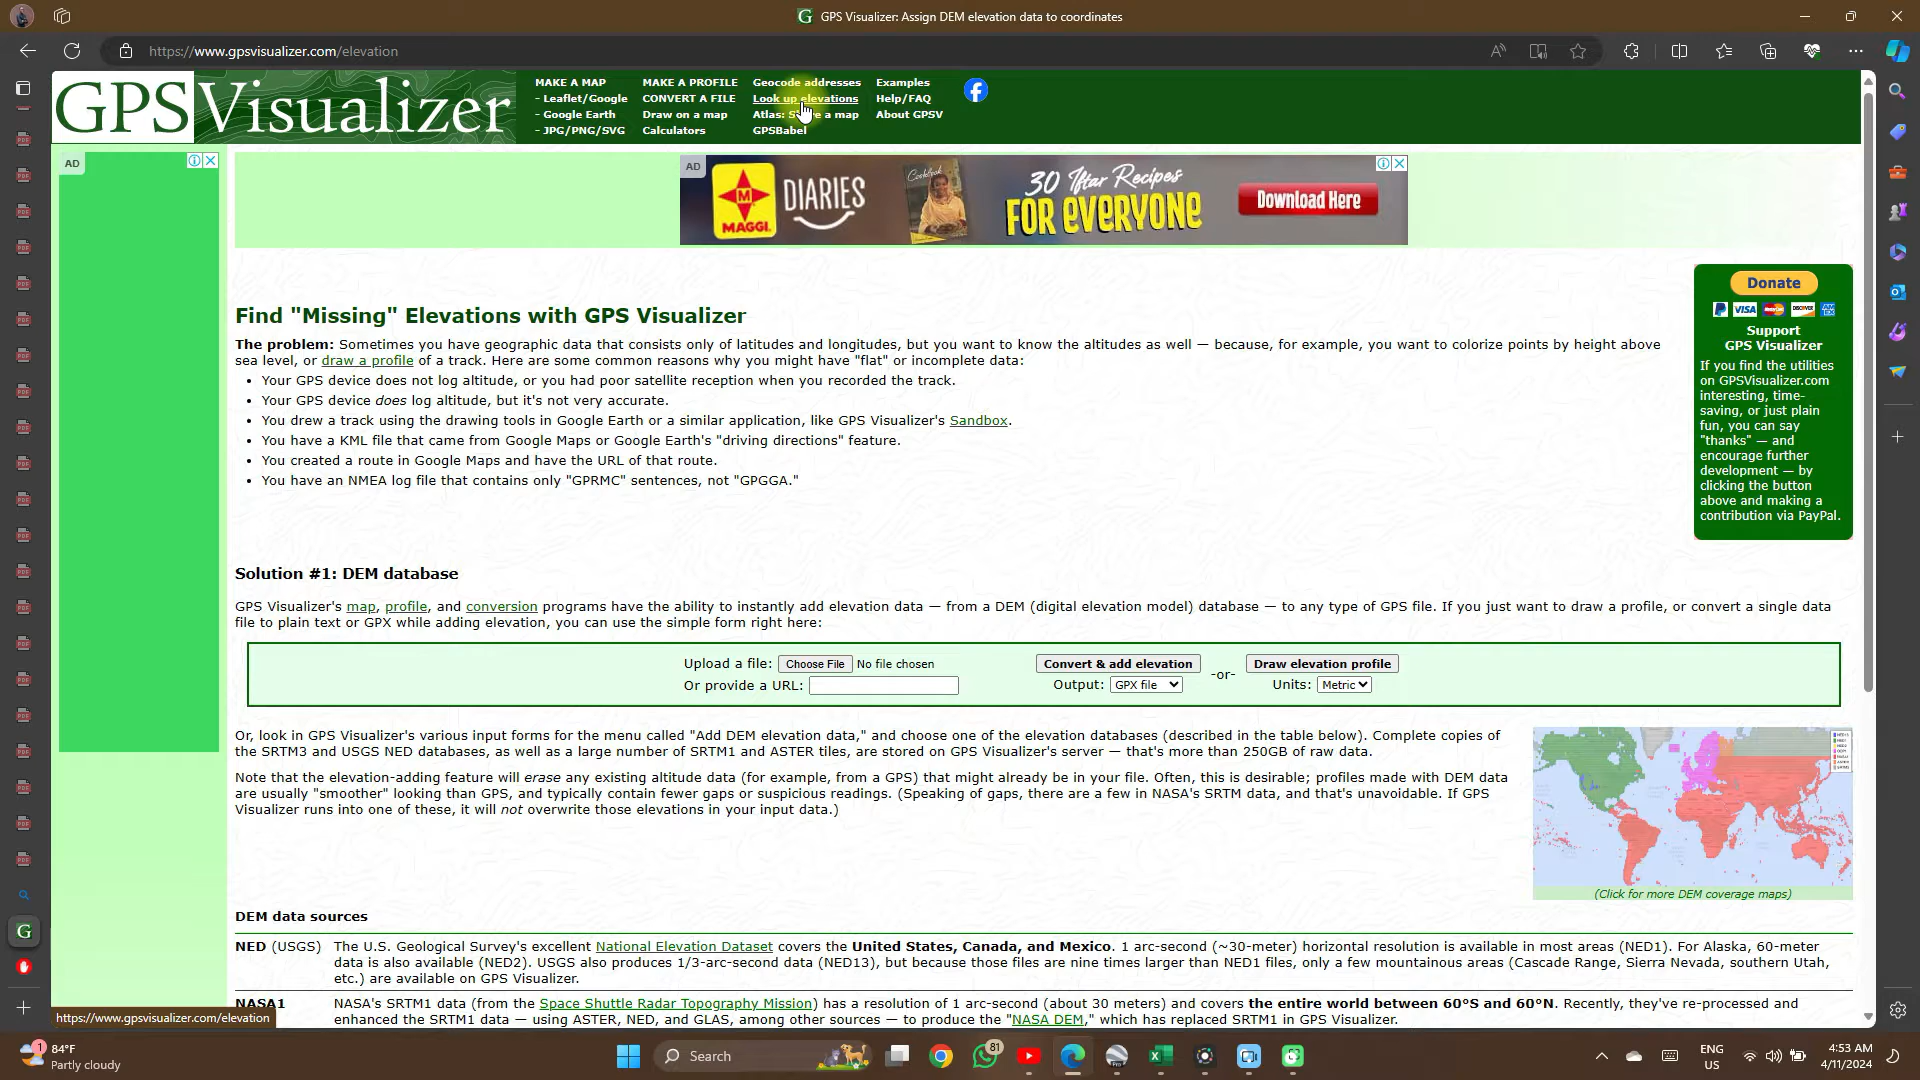 GPS Visualizer: Assign DEM elevation data to coordinates
https://www.gpsvisualizer.com/elevation
GPSVisualizer
MAKE A MAP
- Leaflet/Google
- Google Earth
- JPG/PNG/SVG
MAKE A PROFILE
CONVERT A FILE
Draw on a map
Calculators
Geocode addresses
Look up elevations
Atlas: a map
GPSBabel
Examples
Help/FAQ
About GPSV
AD
AD
MAGGI.
DIARIES
Cookbook
30 Iftar Recipes
FOR EVERYONE
Download Here
Donate
VISA
DISCOVER
Support
GPS Visualizer
If you find the utilities
on GPSVisualizer.com
interesting, time-
saving, or just plain
fun, you can say
"thanks" — and
encourage further
development — by
clicking the button
above and making a
contribution via PayPal.
Find "Missing" Elevations with GPS Visualizer
The problem: Sometimes you have geographic data that consists only of latitudes and longitudes, but you want to know the altitudes as well — because, for example, you want to colorize points by height above
sea level, or draw a profile of a track. Here are some common reasons why you might have "flat" or incomplete data:
• Your GPS device does not log altitude, or you had poor satellite reception when you recorded the track.
• Your GPS device does log altitude, but it's not very accurate.
• You drew a track using the drawing tools in Google Earth or a similar application, like GPS Visualizer's Sandbox.
• You have a KML file that came from Google Maps or Google Earth's "driving directions" feature.
• You created a route in Google Maps and have the URL of that route.
• You have an NMEA log file that contains only "GPRMC" sentences, not "GPGGA."
Solution #1: DEM database
GPS Visualizer's map, profile, and conversion programs have the ability to instantly add elevation data — from a DEM (digital elevation model) database — to any type of GPS file. If you just want to draw a profile, or convert a single data
file to plain text or GPX while adding elevation, you can use the simple form right here:
Upload a file: Choose File No file chosen
Or provide a URL:
Convert & add elevation
Output: GPX file
-or-
Draw elevation profile
Units: Metric
Or, look in GPS Visualizer's various input forms for the menu called "Add DEM elevation data," and choose one of the elevation databases (described in the table below). Complete copies of
the SRTM3 and USGS NED databases, as well as a large number of SRTM1 and ASTER tiles, are stored on GPS Visualizer's server — that's more than 250GB of raw data.
Note that the elevation-adding feature will erase any existing altitude data (for example, from a GPS) that might already be in your file. Often, this is desirable; profiles made with DEM data
are usually "smoother" looking than GPS, and typically contain fewer gaps or suspicious readings. (Speaking of gaps, there are a few in NASA's SRTM data, and that's unavoidable. If GPS
Visualizer runs into one of these, it will not overwrite those elevations in your input data.)
(Click for more DEM coverage maps)
DEM data sources
NED (USGS) The U.S. Geological Survey's excellent National Elevation Dataset covers the United States, Canada, and Mexico. 1 arc-second (~30-meter) horizontal resolution is available in most areas (NED1). For Alaska, 60-meter
data is also available (NED2). USGS also produces 1/3-arc-second data (NED13), but because those files are nine times larger than NED1 files, only a few mountainous areas (Cascade Range, Sierra Nevada, southern Utah,
etc.) are available on GPS Visualizer.
NASA1 NASA's SRTM1 data (from the Space Shuttle Radar Topography Mission) has a resolution of 1 arc-second (about 30 meters) and covers the entire world between 60°S and 60°N. Recently, they've re-processed and
enhanced the SRTM1 data — using ASTER, NED, and GLAS, among other sources — to produce the "NASA DEM," which has replaced SRTM1 in GPS Visualizer.
https://www.gpsvisualizer.com/elevation
1
84°F
Partly cloudy
Search
81
ENG
US
4:53 AM
4/11/2024